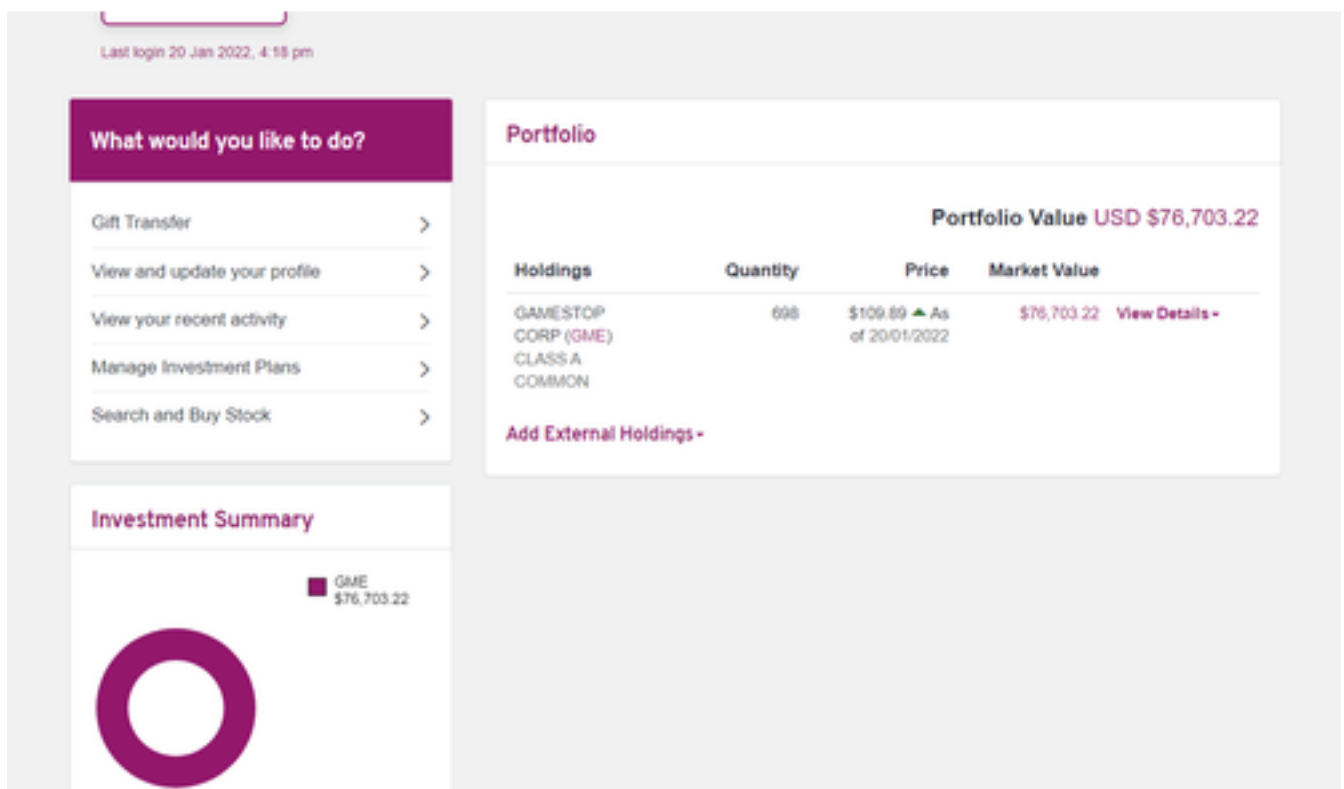 Last login 20 Jan 2022, 4:18 pm
What would you like to do?
Gift Transfer
View and update your profile
View your recent activity
Manage Investment Plans
Search and Buy Stock
Portfolio
Portfolio Value USD $76,703.22
Holdings Quantity Price Market Value
GAMESTOP 698 $109.89 ▲ As $76,703.22 View Details
CORP (GME) of 20/01/2022
CLASS A
COMMON
Add External Holdings
Investment Summary
GME
$76,703.22